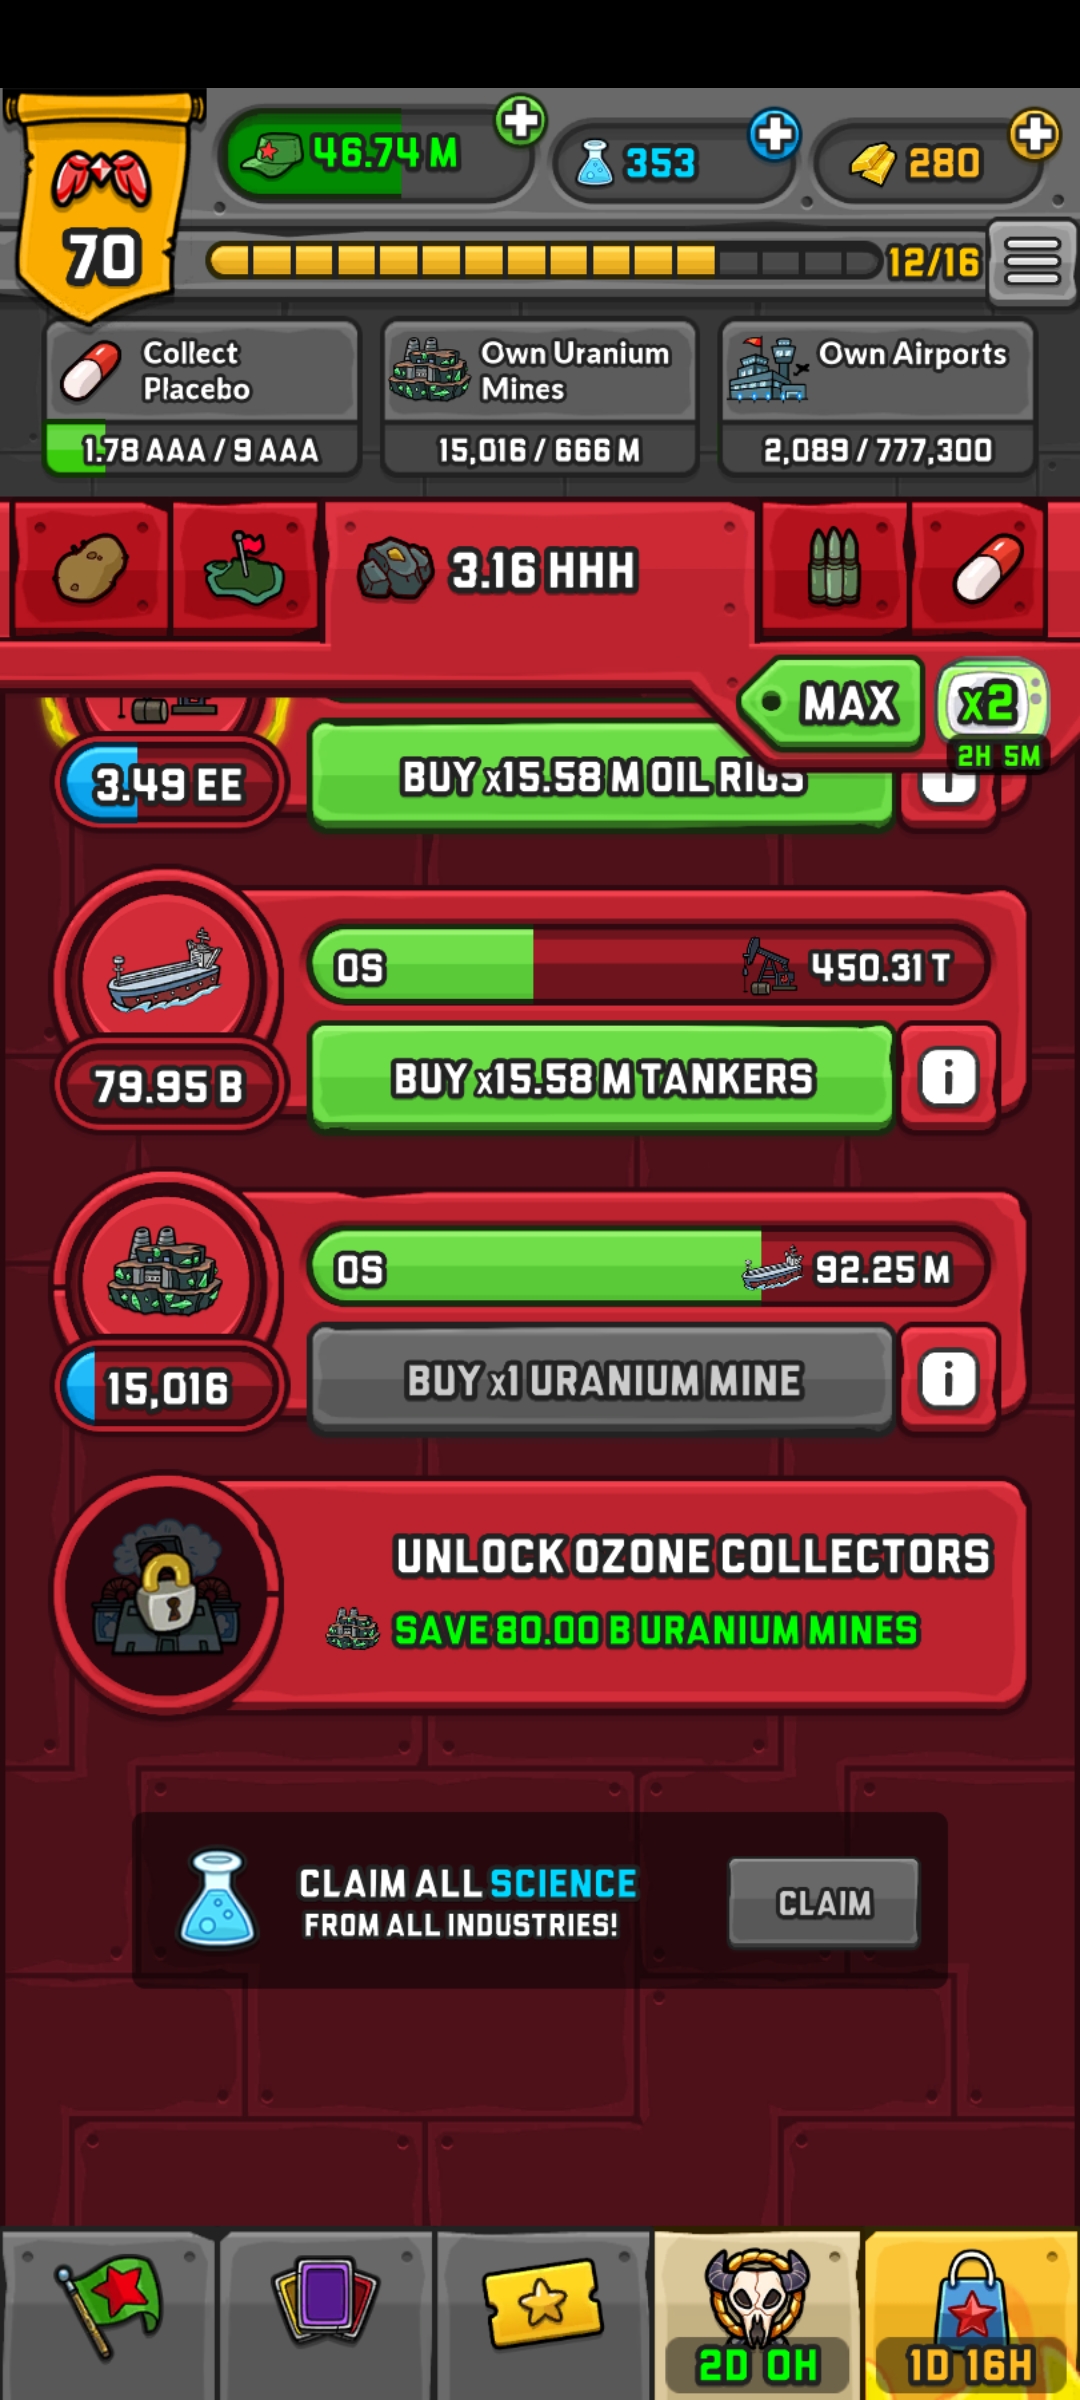 70
46.74 M
353
280
12/16
Collect
Placebo
1.78 AAA / 9 AAA
Own Uranium
Mines
15,016 / 666 M
Own Airports
2,089 / 777,300
3.16 HHH
MAX
x2
2H 5M
3.49 EE
BUY x15.58 M OIL RIGS
0S
450.31 T
79.95 B
BUY x15.58 M TANKERS
i
0S
92.25 M
15,016
BUY x1 URANIUM MINE
i
UNLOCK OZONE COLLECTORS
SAVE 80.00 B URANIUM MINES
CLAIM ALL SCIENCE
FROM ALL INDUSTRIES!
CLAIM
2D 0H
1D 16H